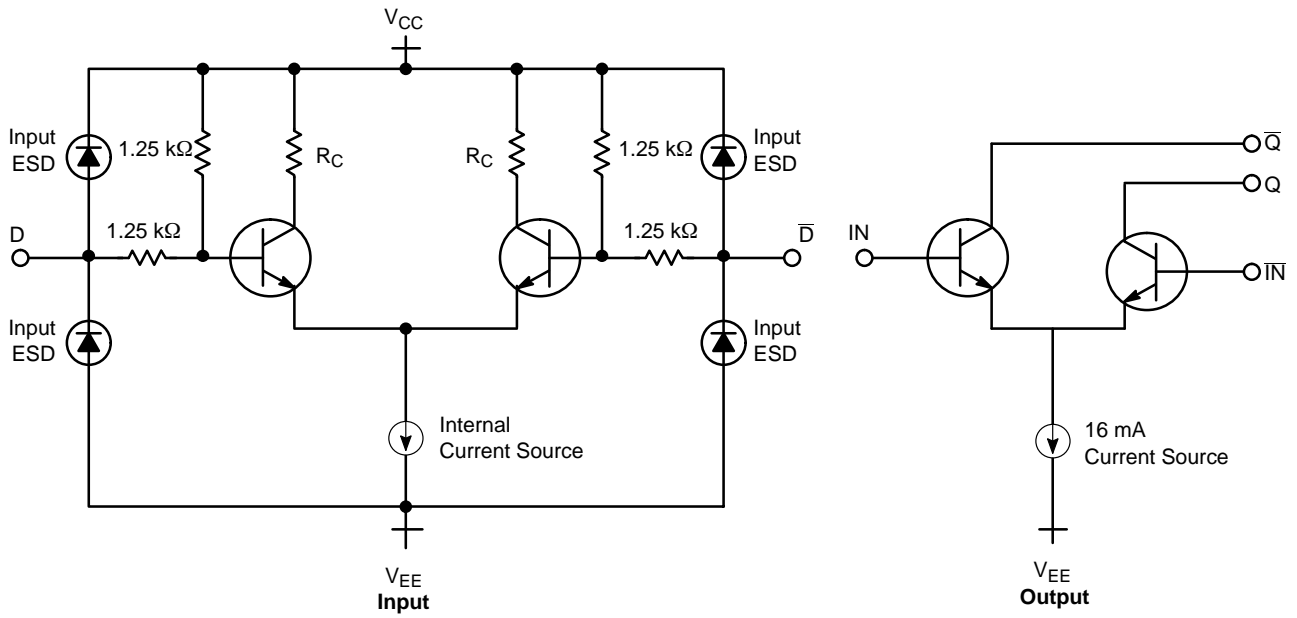 V_CC
Input
ESD
1.25 kΩ
R_C
R_C
1.25 kΩ
Input
ESD
D
1.25 kΩ
1.25 kΩ
D̅
Input
ESD
Input
ESD
Internal
Current Source
V_EE
Input
Q̅
Q
IN
I̅N̅
16 mA
Current Source
V_EE
Output